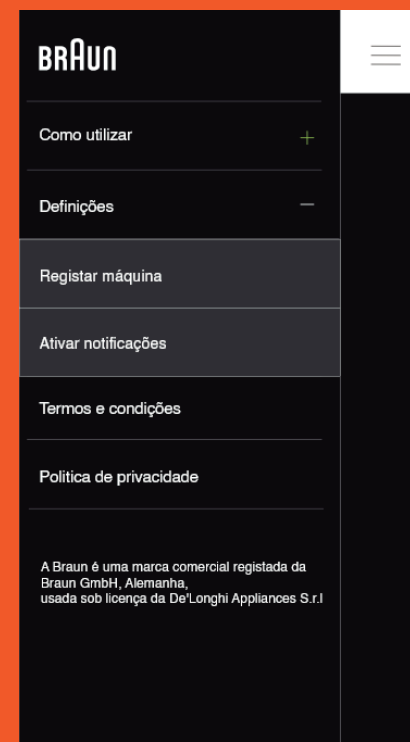 BRAUN
Como utilizar
Definições
Registar máquina
Ativar notificações
Termos e condições
Politica de privacidade
A Braun é uma marca comercial registada da
Braun GmbH, Alemanha,
usada sob licença da De'Longhi Appliances S.r.l